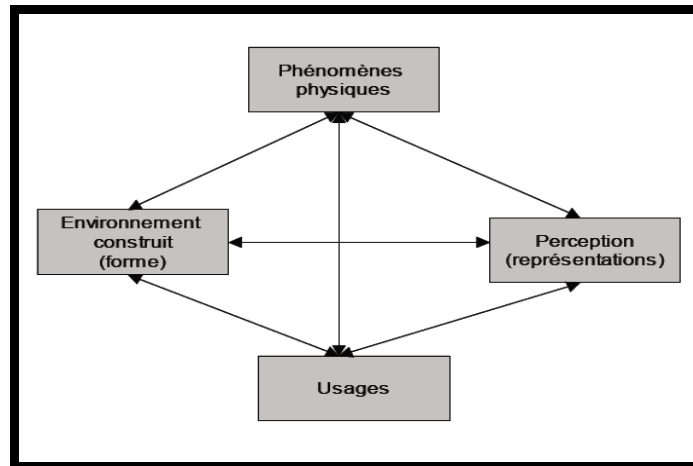 Phénomènes
physiques
Environnement
construit
(forme)
Perception
(représentations)
Usages